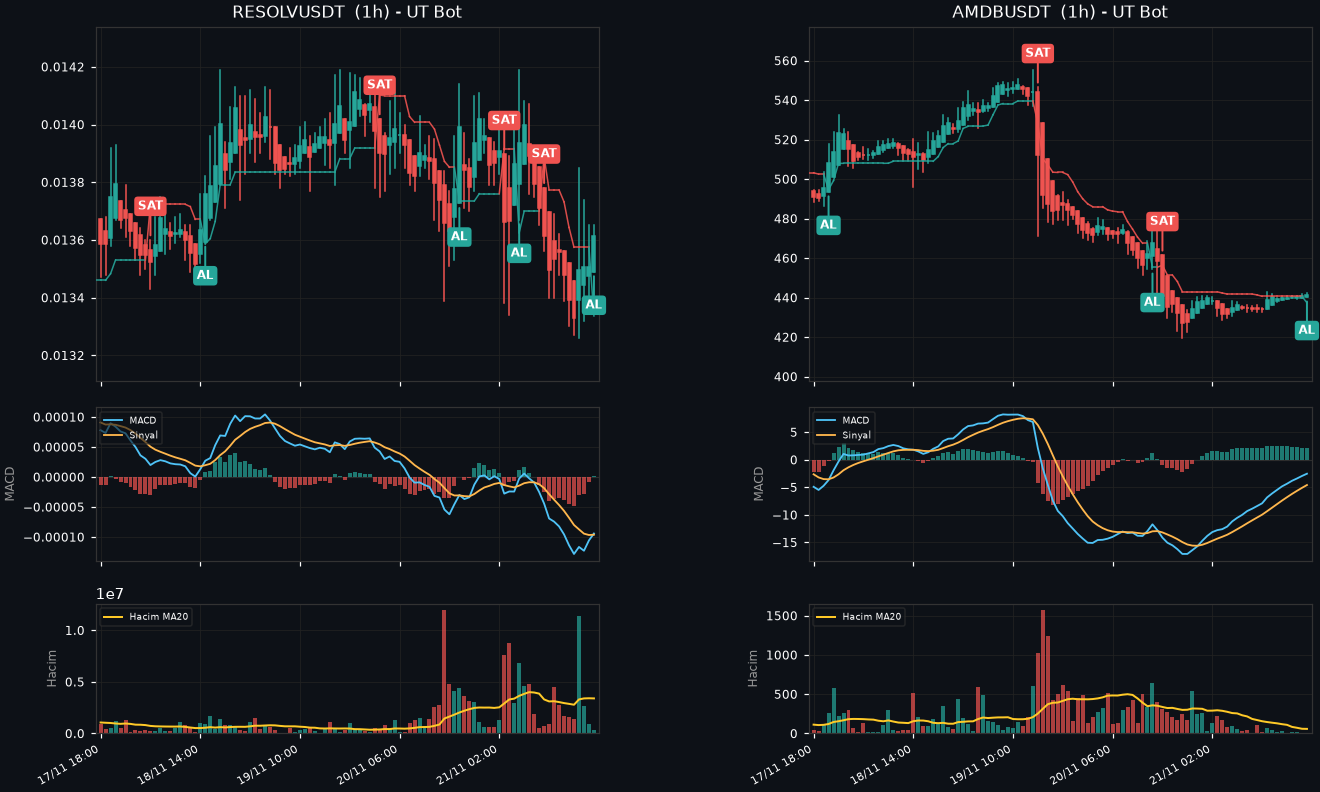 RESOLVUSDT (1h) - UT Bot
0.0142
0.0140
0.0138
0.0136
0.0134
0.0132
SAT
AL
SAT
AL
SAT
AL
SAT
AL
MACD
0.00010
0.00005
0.00000
−0.00005
−0.00010
MACD
Sinyal
1e7
Hacim
1.0
0.5
0.0
Hacim MA20
17/11 18:00
18/11 14:00
19/11 10:00
20/11 06:00
21/11 02:00
AMDBUSDT (1h) - UT Bot
560
540
520
500
480
460
440
420
400
AL
SAT
AL
SAT
AL
MACD
5
0
−5
−10
−15
MACD
Sinyal
Hacim
1500
1000
500
0
Hacim MA20
17/11 18:00
18/11 14:00
19/11 10:00
20/11 06:00
21/11 02:00